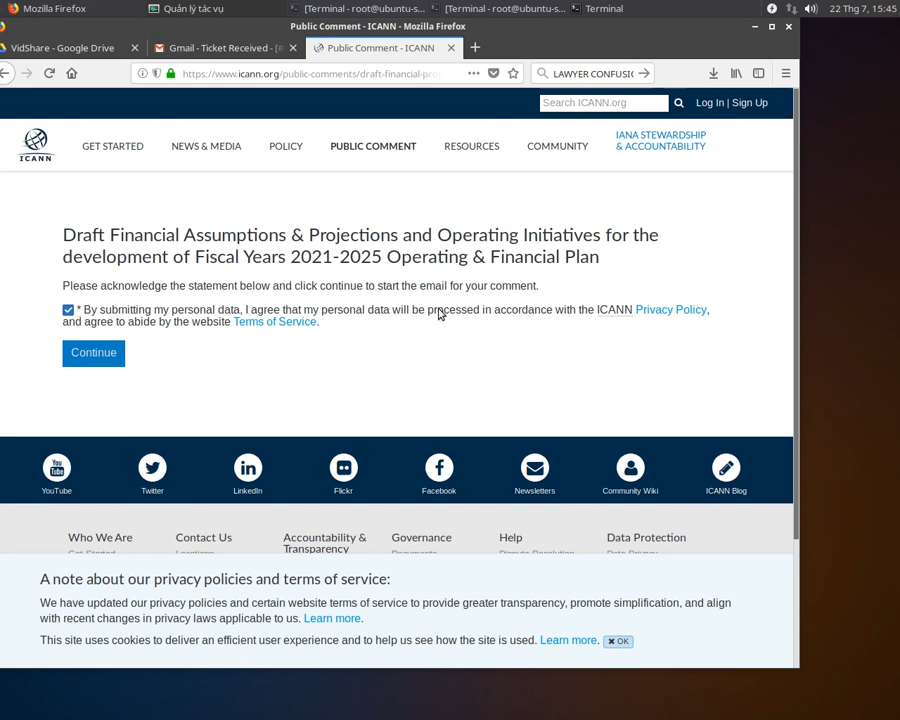 Mozilla Firefox
Quản lý tác vụ
[Terminal - root@ubuntu-s...
[Terminal - root@ubuntu-s...
Terminal
22 Thg 7, 15:45
Public Comment - ICANN - Mozilla Firefox
VidShare - Google Drive
Gmail - Ticket Received - [
Public Comment - ICANN
https://www.icann.org/public-comments/draft-financial-pro
LAWYER CONFUSI
Search ICANN.org
Log In | Sign Up
ICANN
GET STARTED
NEWS & MEDIA
POLICY
PUBLIC COMMENT
RESOURCES
COMMUNITY
IANA STEWARDSHIP
& ACCOUNTABILITY
Draft Financial Assumptions & Projections and Operating Initiatives for the
development of Fiscal Years 2021-2025 Operating & Financial Plan
Please acknowledge the statement below and click continue to start the email for your comment.
* By submitting my personal data, I agree that my personal data will be processed in accordance with the ICANN Privacy Policy,
and agree to abide by the website Terms of Service.
Continue
You Tube
YouTube
Twitter
in
LinkedIn
Flickr
Facebook
Newsletters
Community Wiki
ICANN Blog
Who We Are
Contact Us
Accountability &
Transparency
Governance
Help
Data Protection
Get Started
Locations
Documents
Dispute Resolution
Data Privacy
A note about our privacy policies and terms of service:
We have updated our privacy policies and certain website terms of service to provide greater transparency, promote simplification, and align
with recent changes in privacy laws applicable to us. Learn more.
This site uses cookies to deliver an efficient user experience and to help us see how the site is used. Learn more.
OK